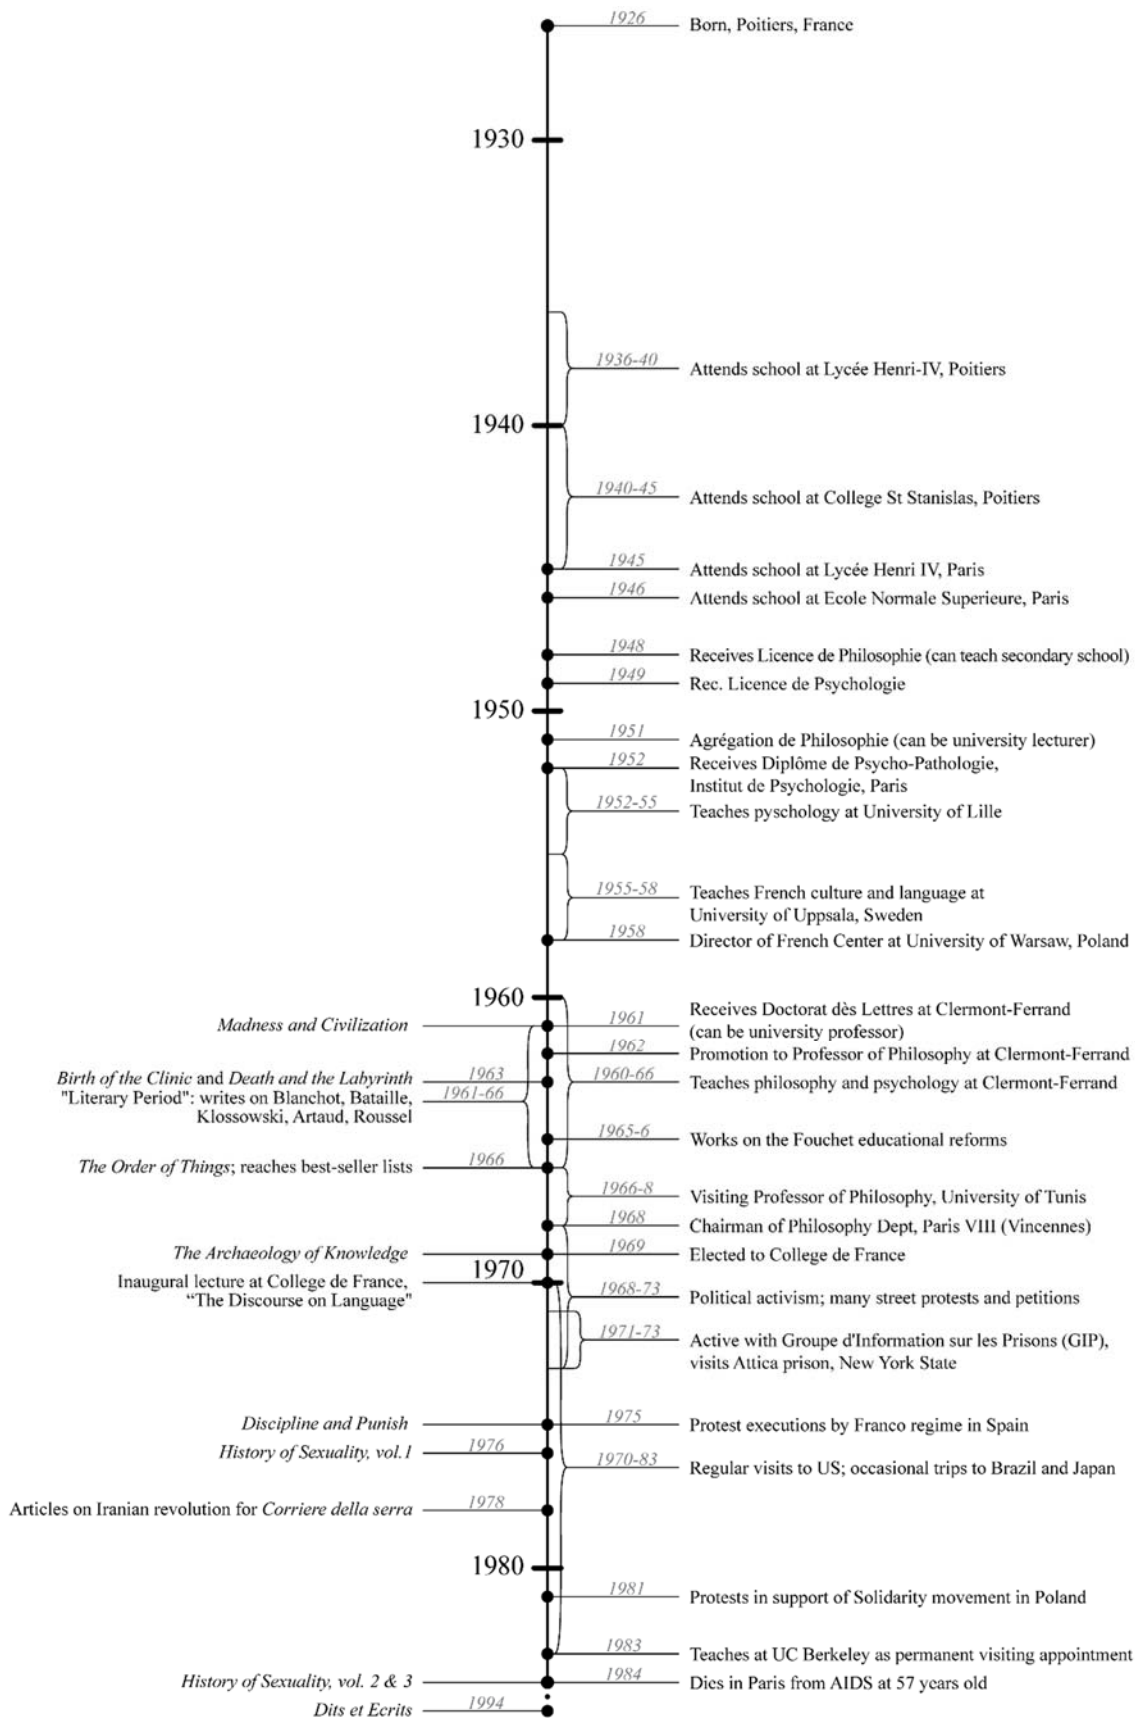 1926
Born, Poitiers, France
1930
1936-40
Attends school at Lycée Henri-IV, Poitiers
1940
1940-45
Attends school at College St Stanislas, Poitiers
1945
Attends school at Lycée Henri IV, Paris
1946
Attends school at Ecole Normale Superieure, Paris
1948
Receives Licence de Philosophie (can teach secondary school)
1949
Rec. Licence de Psychologie
1950
1951
Agrégation de Philosophie (can be university lecturer)
1952
Receives Diplôme de Psycho-Pathologie,
Institut de Psychologie, Paris
1952-55
Teaches pyschology at University of Lille
1955-58
Teaches French culture and language at
University of Uppsala, Sweden
1958
Director of French Center at University of Warsaw, Poland
1960
Madness and Civilization
1961
Receives Doctorat dès Lettres at Clermont-Ferrand
(can be university professor)
1962
Promotion to Professor of Philosophy at Clermont-Ferrand
Birth of the Clinic and Death and the Labyrinth
1963
1960-66
Teaches philosophy and psychology at Clermont-Ferrand
"Literary Period": writes on Blanchot, Bataille,
Klossowski, Artaud, Roussel
1961-66
1965-6
Works on the Fouchet educational reforms
The Order of Things; reaches best-seller lists
1966
1966-8
Visiting Professor of Philosophy, University of Tunis
1968
Chairman of Philosophy Dept, Paris VIII (Vincennes)
The Archaeology of Knowledge
1969
Elected to College de France
1970
Inaugural lecture at College de France,
“The Discourse on Language"
1968-73
Political activism; many street protests and petitions
1971-73
Active with Groupe d'Information sur les Prisons (GIP),
visits Attica prison, New York State
Discipline and Punish
1975
Protest executions by Franco regime in Spain
History of Sexuality, vol.1
1976
1970-83
Regular visits to US; occasional trips to Brazil and Japan
Articles on Iranian revolution for Corriere della serra
1978
1980
1981
Protests in support of Solidarity movement in Poland
1983
Teaches at UC Berkeley as permanent visiting appointment
History of Sexuality, vol. 2 & 3
1984
Dies in Paris from AIDS at 57 years old
Dits et Ecrits
1994